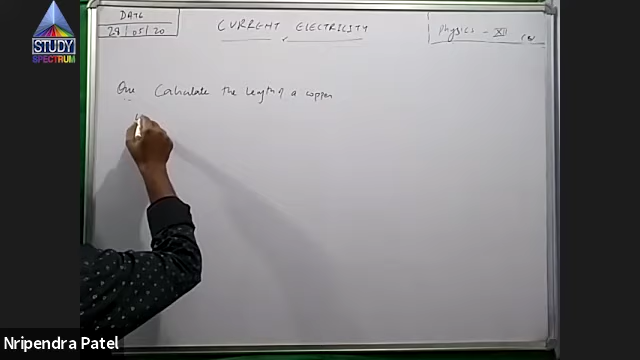 DATE
29/05/20
CURRENT ELECTRICITY
Physics - XII
STUDY
SPECTRUM
Que Calculate the length of a copper
Nripendra Patel